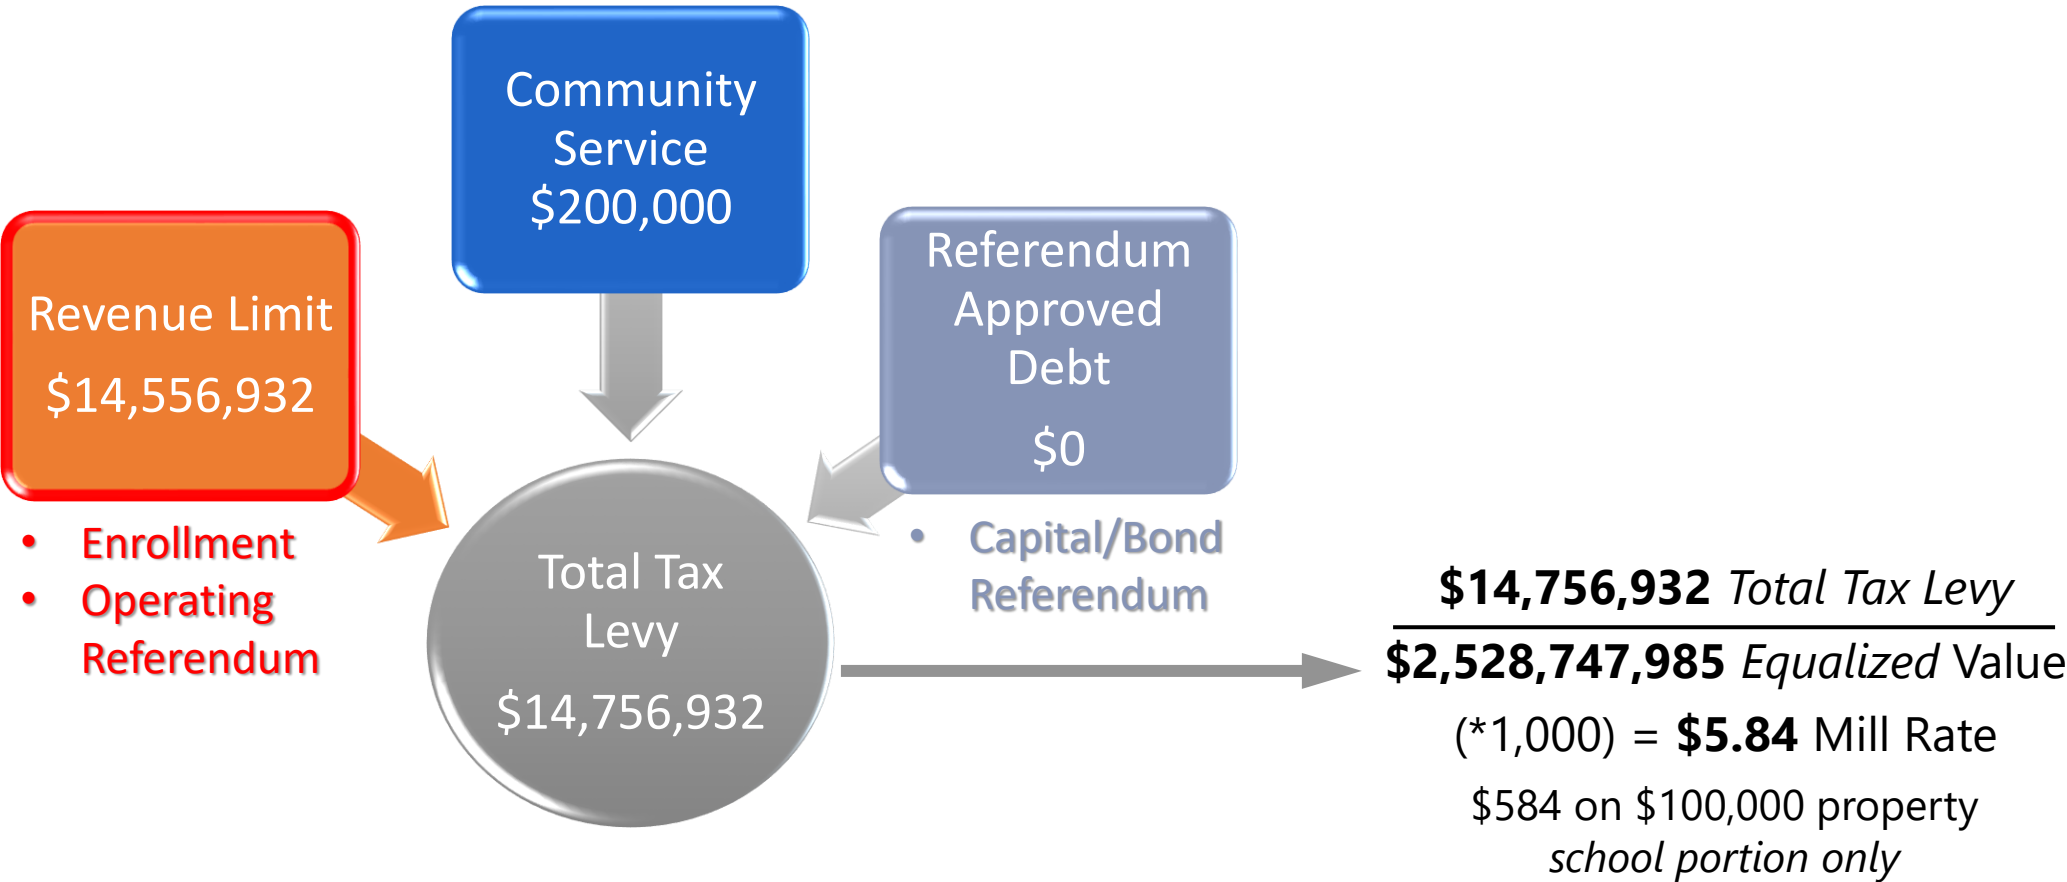 Community
Service
$200,000
Revenue Limit
$14,556,932
Referendum
Approved
Debt
$0
• Enrollment
• Operating
Referendum
• Capital/Bond
Referendum
Total Tax
Levy
$14,756,932
$14,756,932 Total Tax Levy
$2,528,747,985 Equalized Value
(*1,000) = $5.84 Mill Rate
$584 on $100,000 property
school portion only